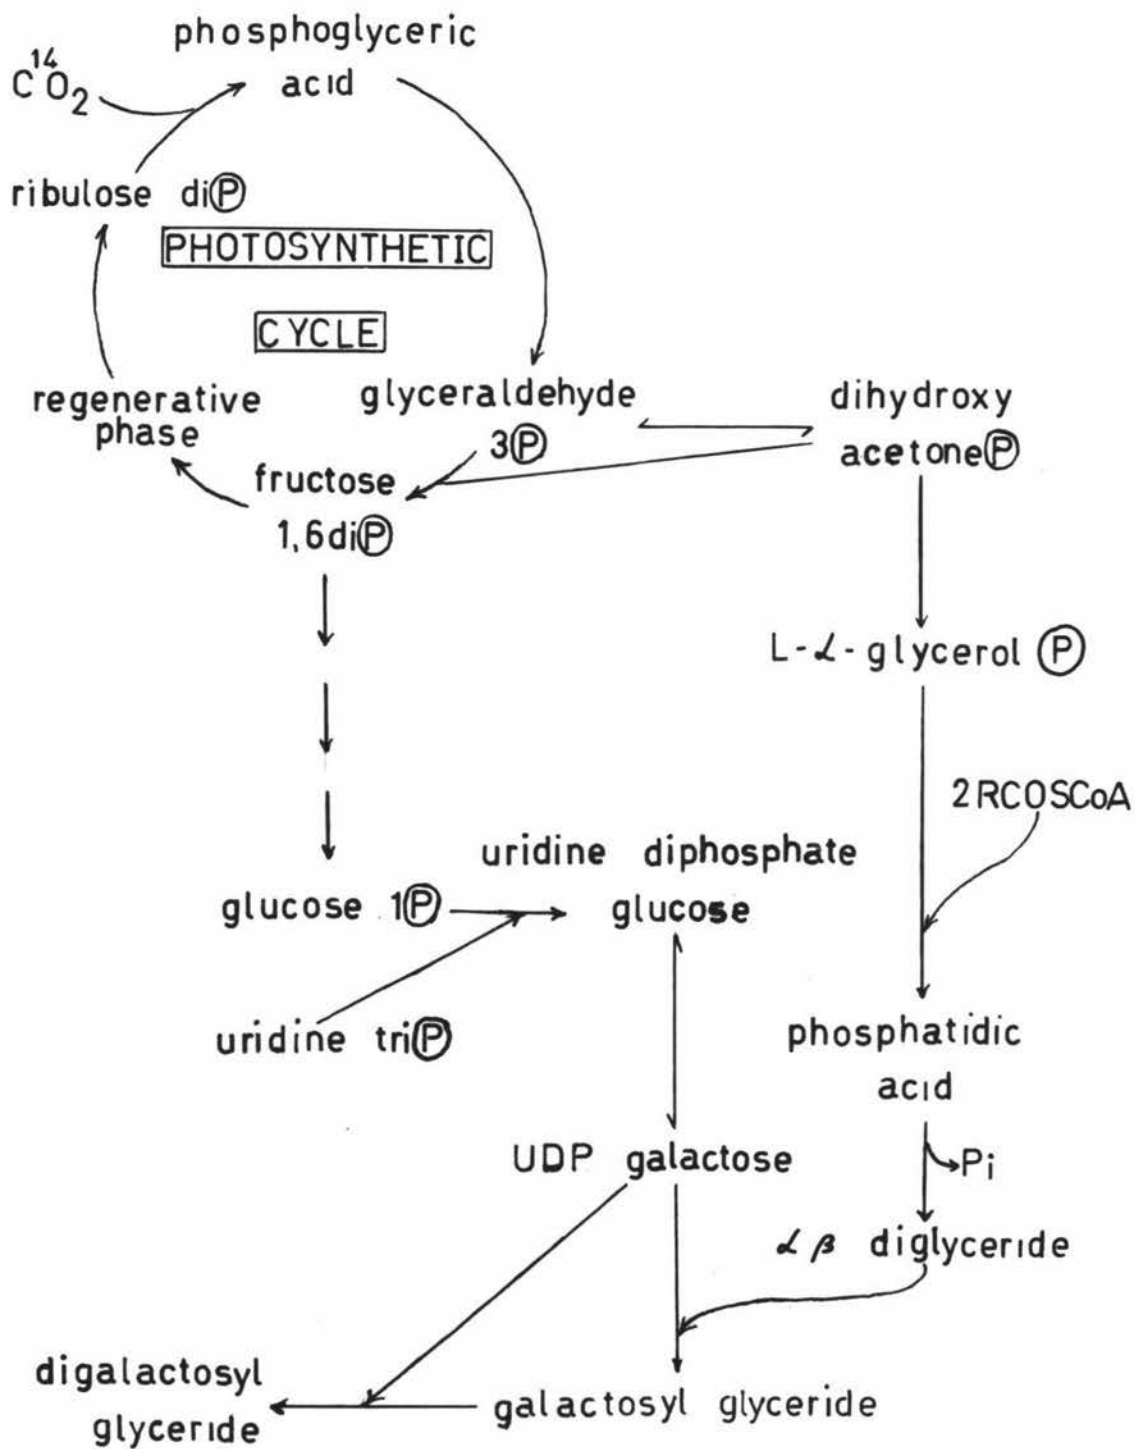 phosphoglyceric
acid
C¹⁴O₂
ribulose diⓅ
PHOTOSYNTHETIC
CYCLE
regenerative
phase
glyceraldehyde
3Ⓟ
dihydroxy
acetoneⓅ
fructose
1,6diⓅ
L-α-glycerol Ⓟ
2RCOSCoA
uridine diphosphate
glucose
glucose 1Ⓟ
uridine triⓅ
phosphatidic
acid
Pi
UDP galactose
α β diglyceride
galactosyl glyceride
digalactosyl
glyceride